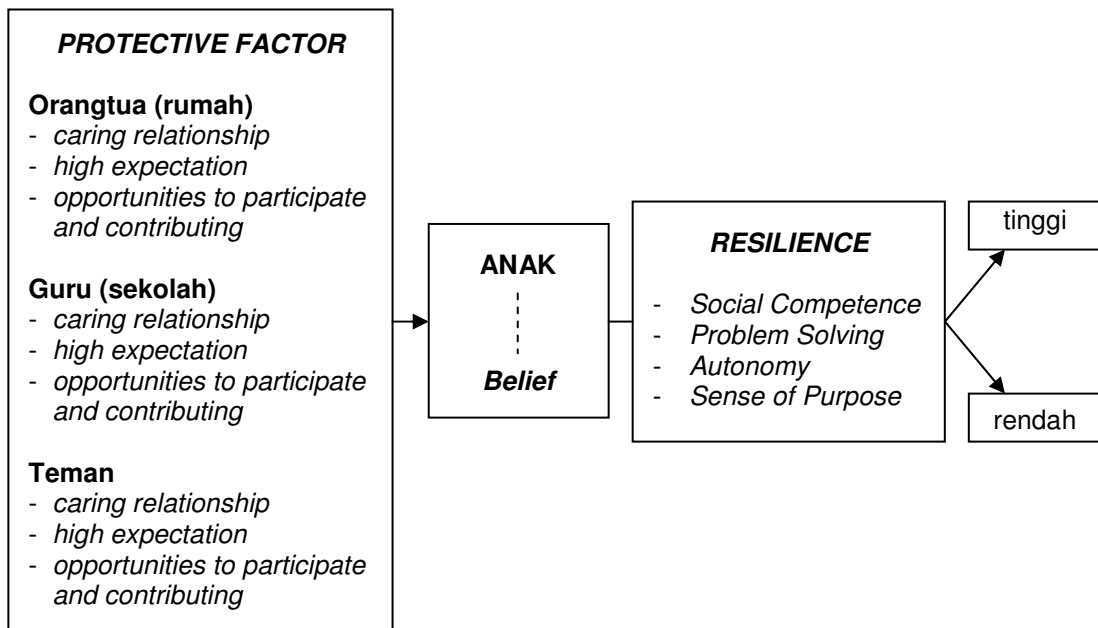 PROTECTIVE FACTOR
Orangtua (rumah)
- caring relationship
- high expectation
- opportunities to participate
and contributing
Guru (sekolah)
- caring relationship
- high expectation
- opportunities to participate
and contributing
Teman
- caring relationship
- high expectation
- opportunities to participate
and contributing
ANAK
Belief
RESILIENCE
- Social Competence
- Problem Solving
- Autonomy
- Sense of Purpose
tinggi
rendah